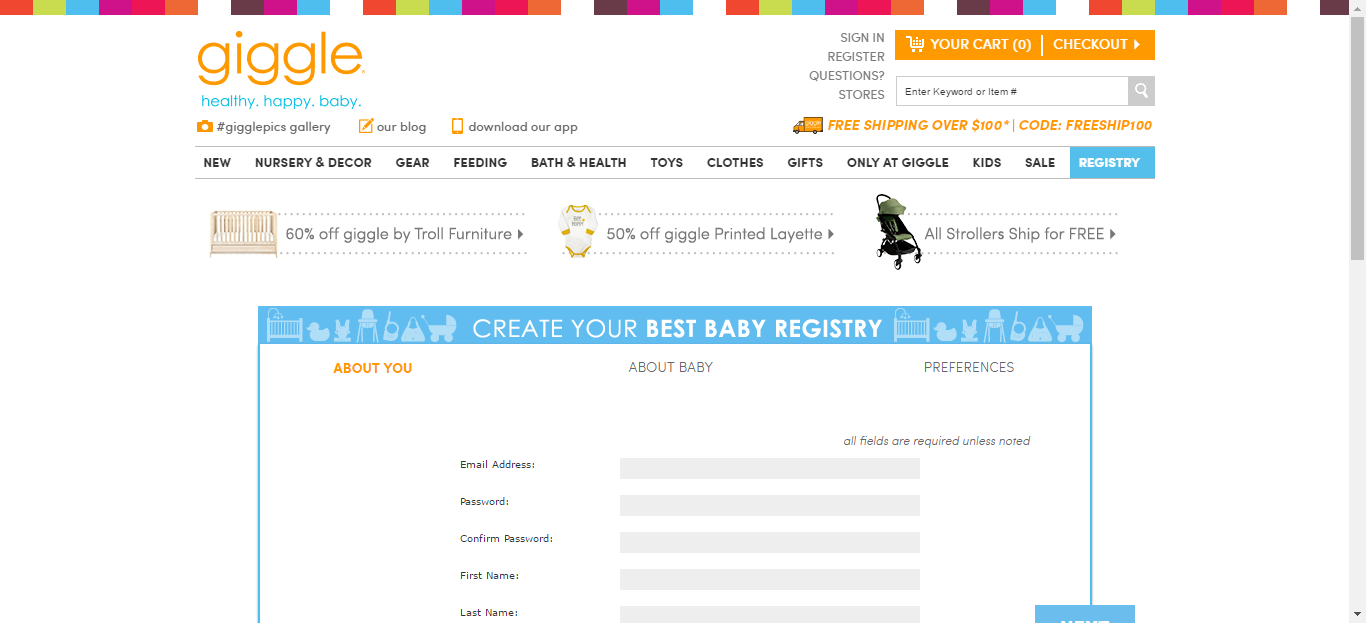 giggle
healthy. happy. baby.
SIGN IN
REGISTER
QUESTIONS?
STORES
YOUR CART (0)
CHECKOUT
Enter Keyword or Item #
#gigglepics gallery
our blog
download our app
FREE SHIPPING OVER $100* | CODE: FREESHIP100
NEW NURSERY & DECOR GEAR FEEDING BATH & HEALTH TOYS CLOTHES GIFTS ONLY AT GIGGLE KIDS SALE REGISTRY
60% off giggle by Troll Furniture
50% off giggle Printed Layette
All Strollers Ship for FREE
CREATE YOUR BEST BABY REGISTRY
ABOUT YOU
ABOUT BABY
PREFERENCES
all fields are required unless noted
Email Address:
Password:
Confirm Password:
First Name:
Last Name:
NEXT